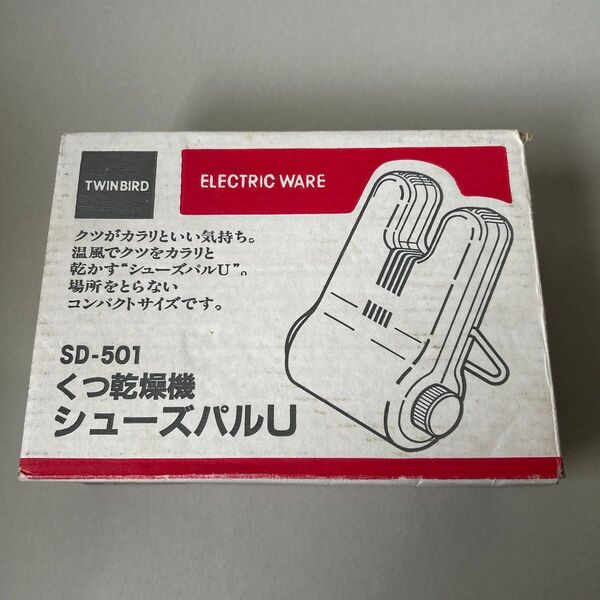 TWINBIRD
ELECTRIC WARE
クツがカラリといい気持ち。
温風でクツをカラリと
乾かす“シューズパルU”。
場所をとらない
コンパクトサイズです。
SD-501
くつ乾燥機
シューズパルU